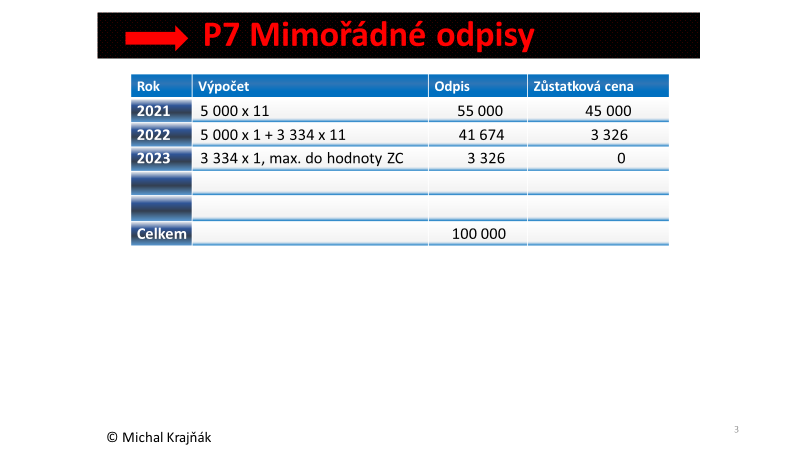 P7 Mimořádné odpisy
Rok Výpočet Odpis Zůstatková cena
2021 5 000 x 11 55 000 45 000
2022 5 000 x 1 + 3 334 x 11 41 674 3 326
2023 3 334 x 1, max. do hodnoty ZC 3 326 0
Celkem 100 000
© Michal Krajňák
3